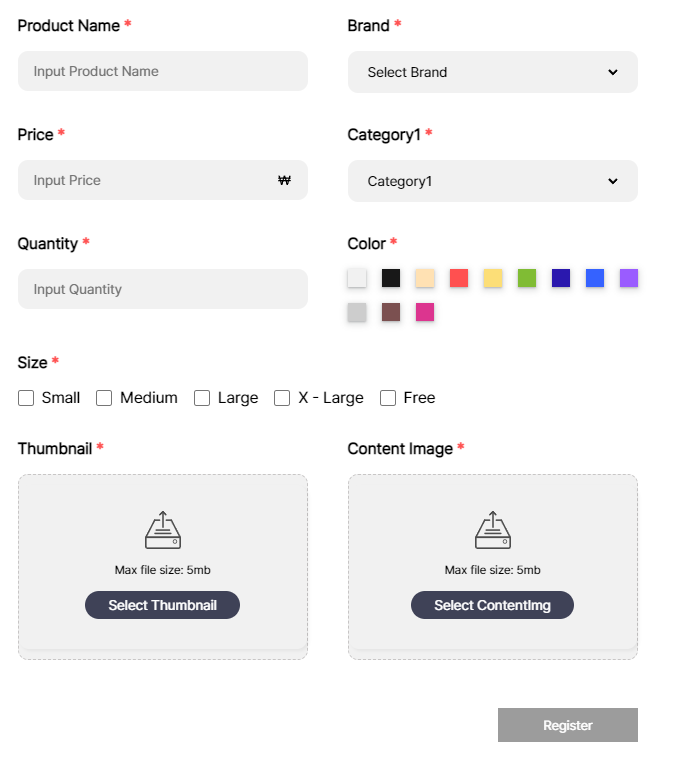 Product Name *
Brand *
Input Product Name
Select Brand
Price *
Category1 *
Input Price ₩
Category1
Quantity *
Color *
Input Quantity
Size *
Small Medium Large X - Large Free
Thumbnail *
Content Image *
Max file size: 5mb
Max file size: 5mb
Select Thumbnail
Select ContentImg
Register